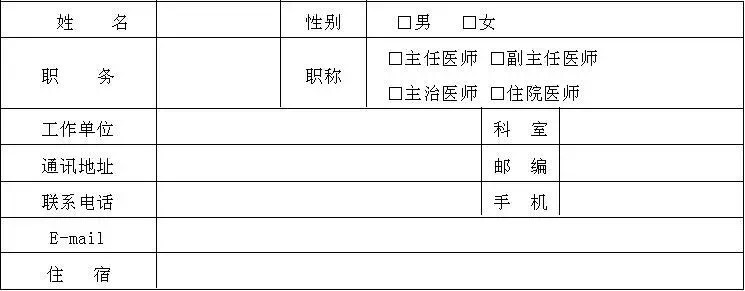 姓 名 性别 □男 □女
职 务 职称 □主任医师 □副主任医师
□主治医师 □住院医师
工作单位 科 室
通讯地址 邮 编
联系电话 手 机
E-mail
住 宿